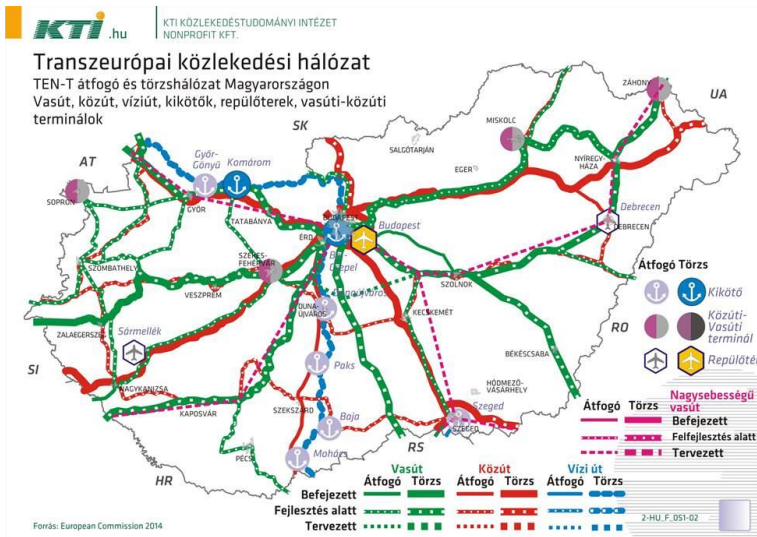 KTI.hu
KTI KÖZLEKEDÉSTUDOMÁNYI INTÉZET
NONPROFIT KFT.
Transzeurópai közlekedési hálózat
TEN-T átfogó és törzshálózat Magyarországon
Vasút, közút, víziút, kikötők, repülőterek, vasúti-közúti
terminálok
ZÁHONY
UA
SK
MISKOLC
SALGÓTARJÁN
AT
Győr-
Gönyű
Komárom
EGER
NYÍREGY-
HÁZA
SOPRON
GYŐR
TATABÁNYA
BUDAPEST
Budapest
Debrecen
DEBRECEN
ÉRD
Csepel
SZÉKES-
FEHÉRVÁR
SZOMBATHELY
VESZPRÉM
SZOLNOK
Átfogó Törzs
Kikötő
Közúti-
Vasúti
terminál
Repülőté
DUNA-
ÚJVÁROS
KECSKEMÉT
RO
ZALAEGERSZEG
Sármellék
BÉKÉSCSABA
SI
Paks
NAGYKANIZSA
HÓDMEZŐ-
VÁSÁRHELY
KAPOSVÁR
SZEKSZÁRD
Baja
Szeged
SZEGED
RS
PÉCS
Mohács
HR
Nagysebességű
vasút
Átfogó Törzs
Befejezett
Felfejlesztés alatt
Tervezett
Vasút Közút Vízi út
Átfogó Törzs Átfogó Törzs Átfogó Törzs
Befejezett
Fejlesztés alatt
Tervezett
Forrás: European Commission 2014
2-HU_F_051-02